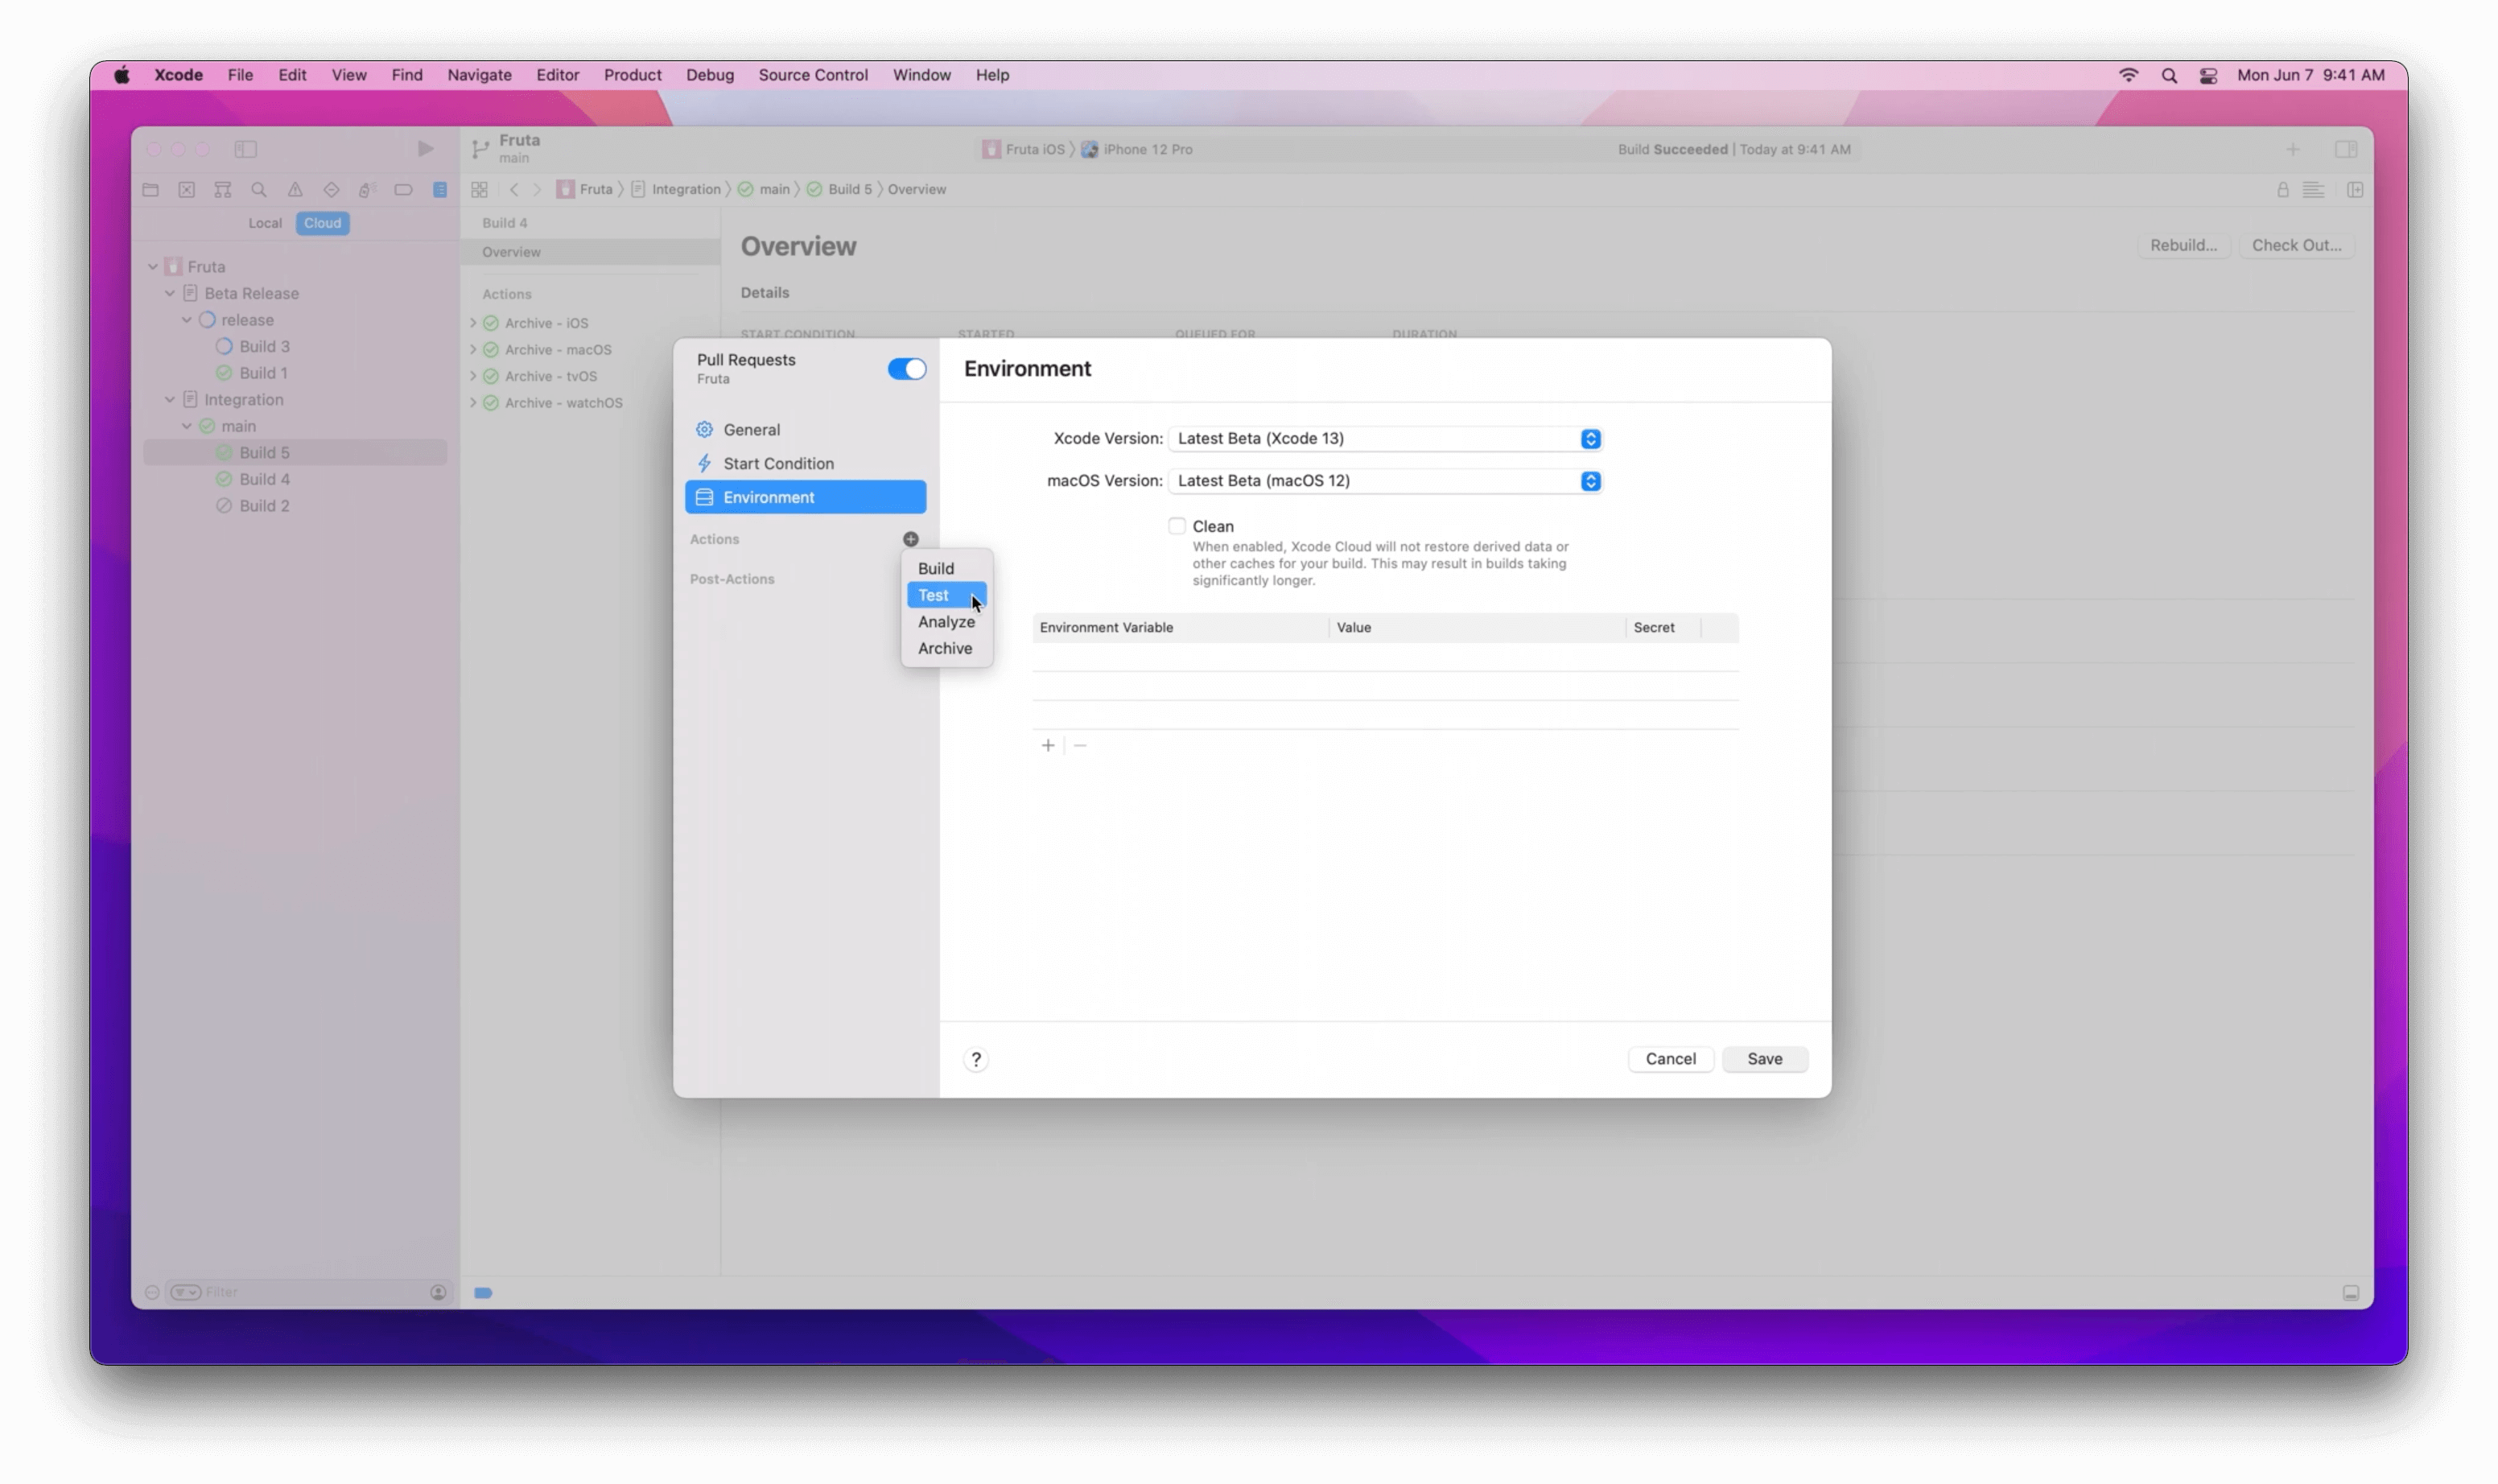 Xcode File Edit View Find Navigate Editor Product Debug Source Control Window Help Mon Jun 7 9:41 AM
Fruta
main
Fruta iOS iPhone 12 Pro
Build Succeeded | Today at 9:41 AM
Fruta Integration main Build 5 Overview
Local Cloud
Fruta
Beta Release
release
Build 3
Build 1
Integration
main
Build 5
Build 4
Build 2
Filter
Build 4
Overview
Actions
Archive - iOS
Archive - macOS
Archive - tvOS
Archive - watchOS
Overview
Rebuild... Check Out...
Details
START CONDITION STARTED QUEUED FOR DURATION
Pull Requests
Fruta
General
Start Condition
Environment
Actions
Post-Actions
Build
Test
Analyze
Archive
Environment
Xcode Version: Latest Beta (Xcode 13)
macOS Version: Latest Beta (macOS 12)
Clean
When enabled, Xcode Cloud will not restore derived data or
other caches for your build. This may result in builds taking
significantly longer.
Environment Variable Value Secret
+ −
? Cancel Save